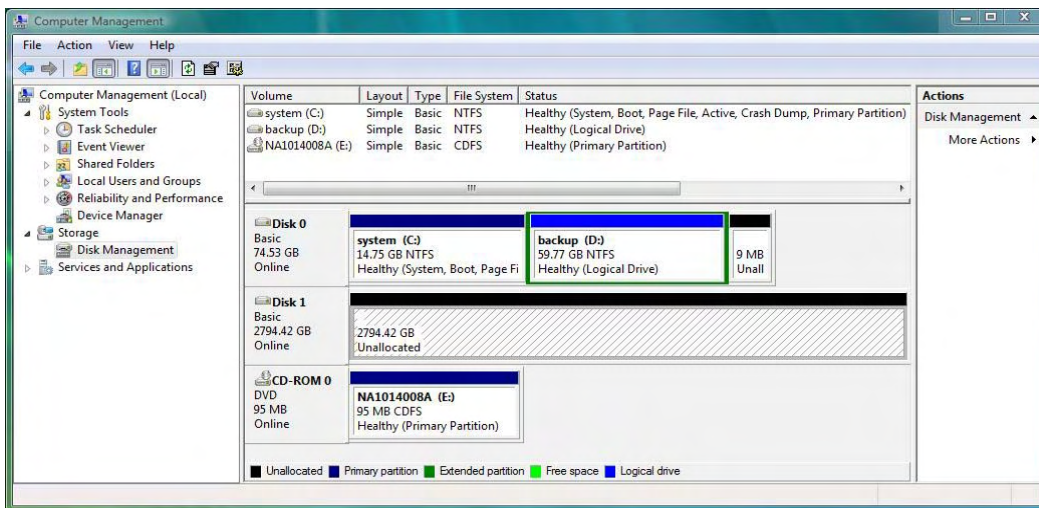 Computer Management
File Action View Help
Computer Management (Local)
System Tools
Task Scheduler
Event Viewer
Shared Folders
Local Users and Groups
Reliability and Performance
Device Manager
Storage
Disk Management
Services and Applications
Volume Layout Type File System Status
system (C:) Simple Basic NTFS Healthy (System, Boot, Page File, Active, Crash Dump, Primary Partition)
backup (D:) Simple Basic NTFS Healthy (Logical Drive)
NA1014008A (E:) Simple Basic CDFS Healthy (Primary Partition)
Disk 0
Basic
74.53 GB
Online
system (C:)
14.75 GB NTFS
Healthy (System, Boot, Page Fi
backup (D:)
59.77 GB NTFS
Healthy (Logical Drive)
9 MB
Unall
Disk 1
Basic
2794.42 GB
Online
2794.42 GB
Unallocated
CD-ROM 0
DVD
95 MB
Online
NA1014008A (E:)
95 MB CDFS
Healthy (Primary Partition)
Unallocated Primary partition Extended partition Free space Logical drive
Actions
Disk Management
More Actions